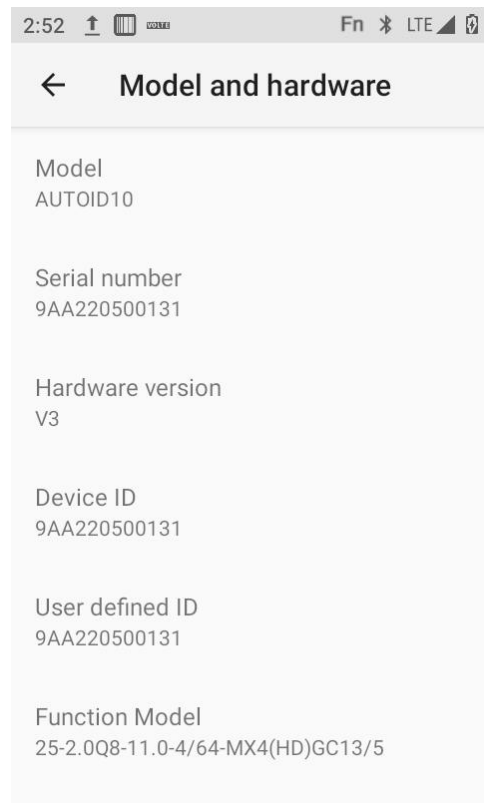 2:52 VOLTE Fn LTE
Model and hardware
Model
AUTOID10
Serial number
9AA220500131
Hardware version
V3
Device ID
9AA220500131
User defined ID
9AA220500131
Function Model
25-2.0Q8-11.0-4/64-MX4(HD)GC13/5